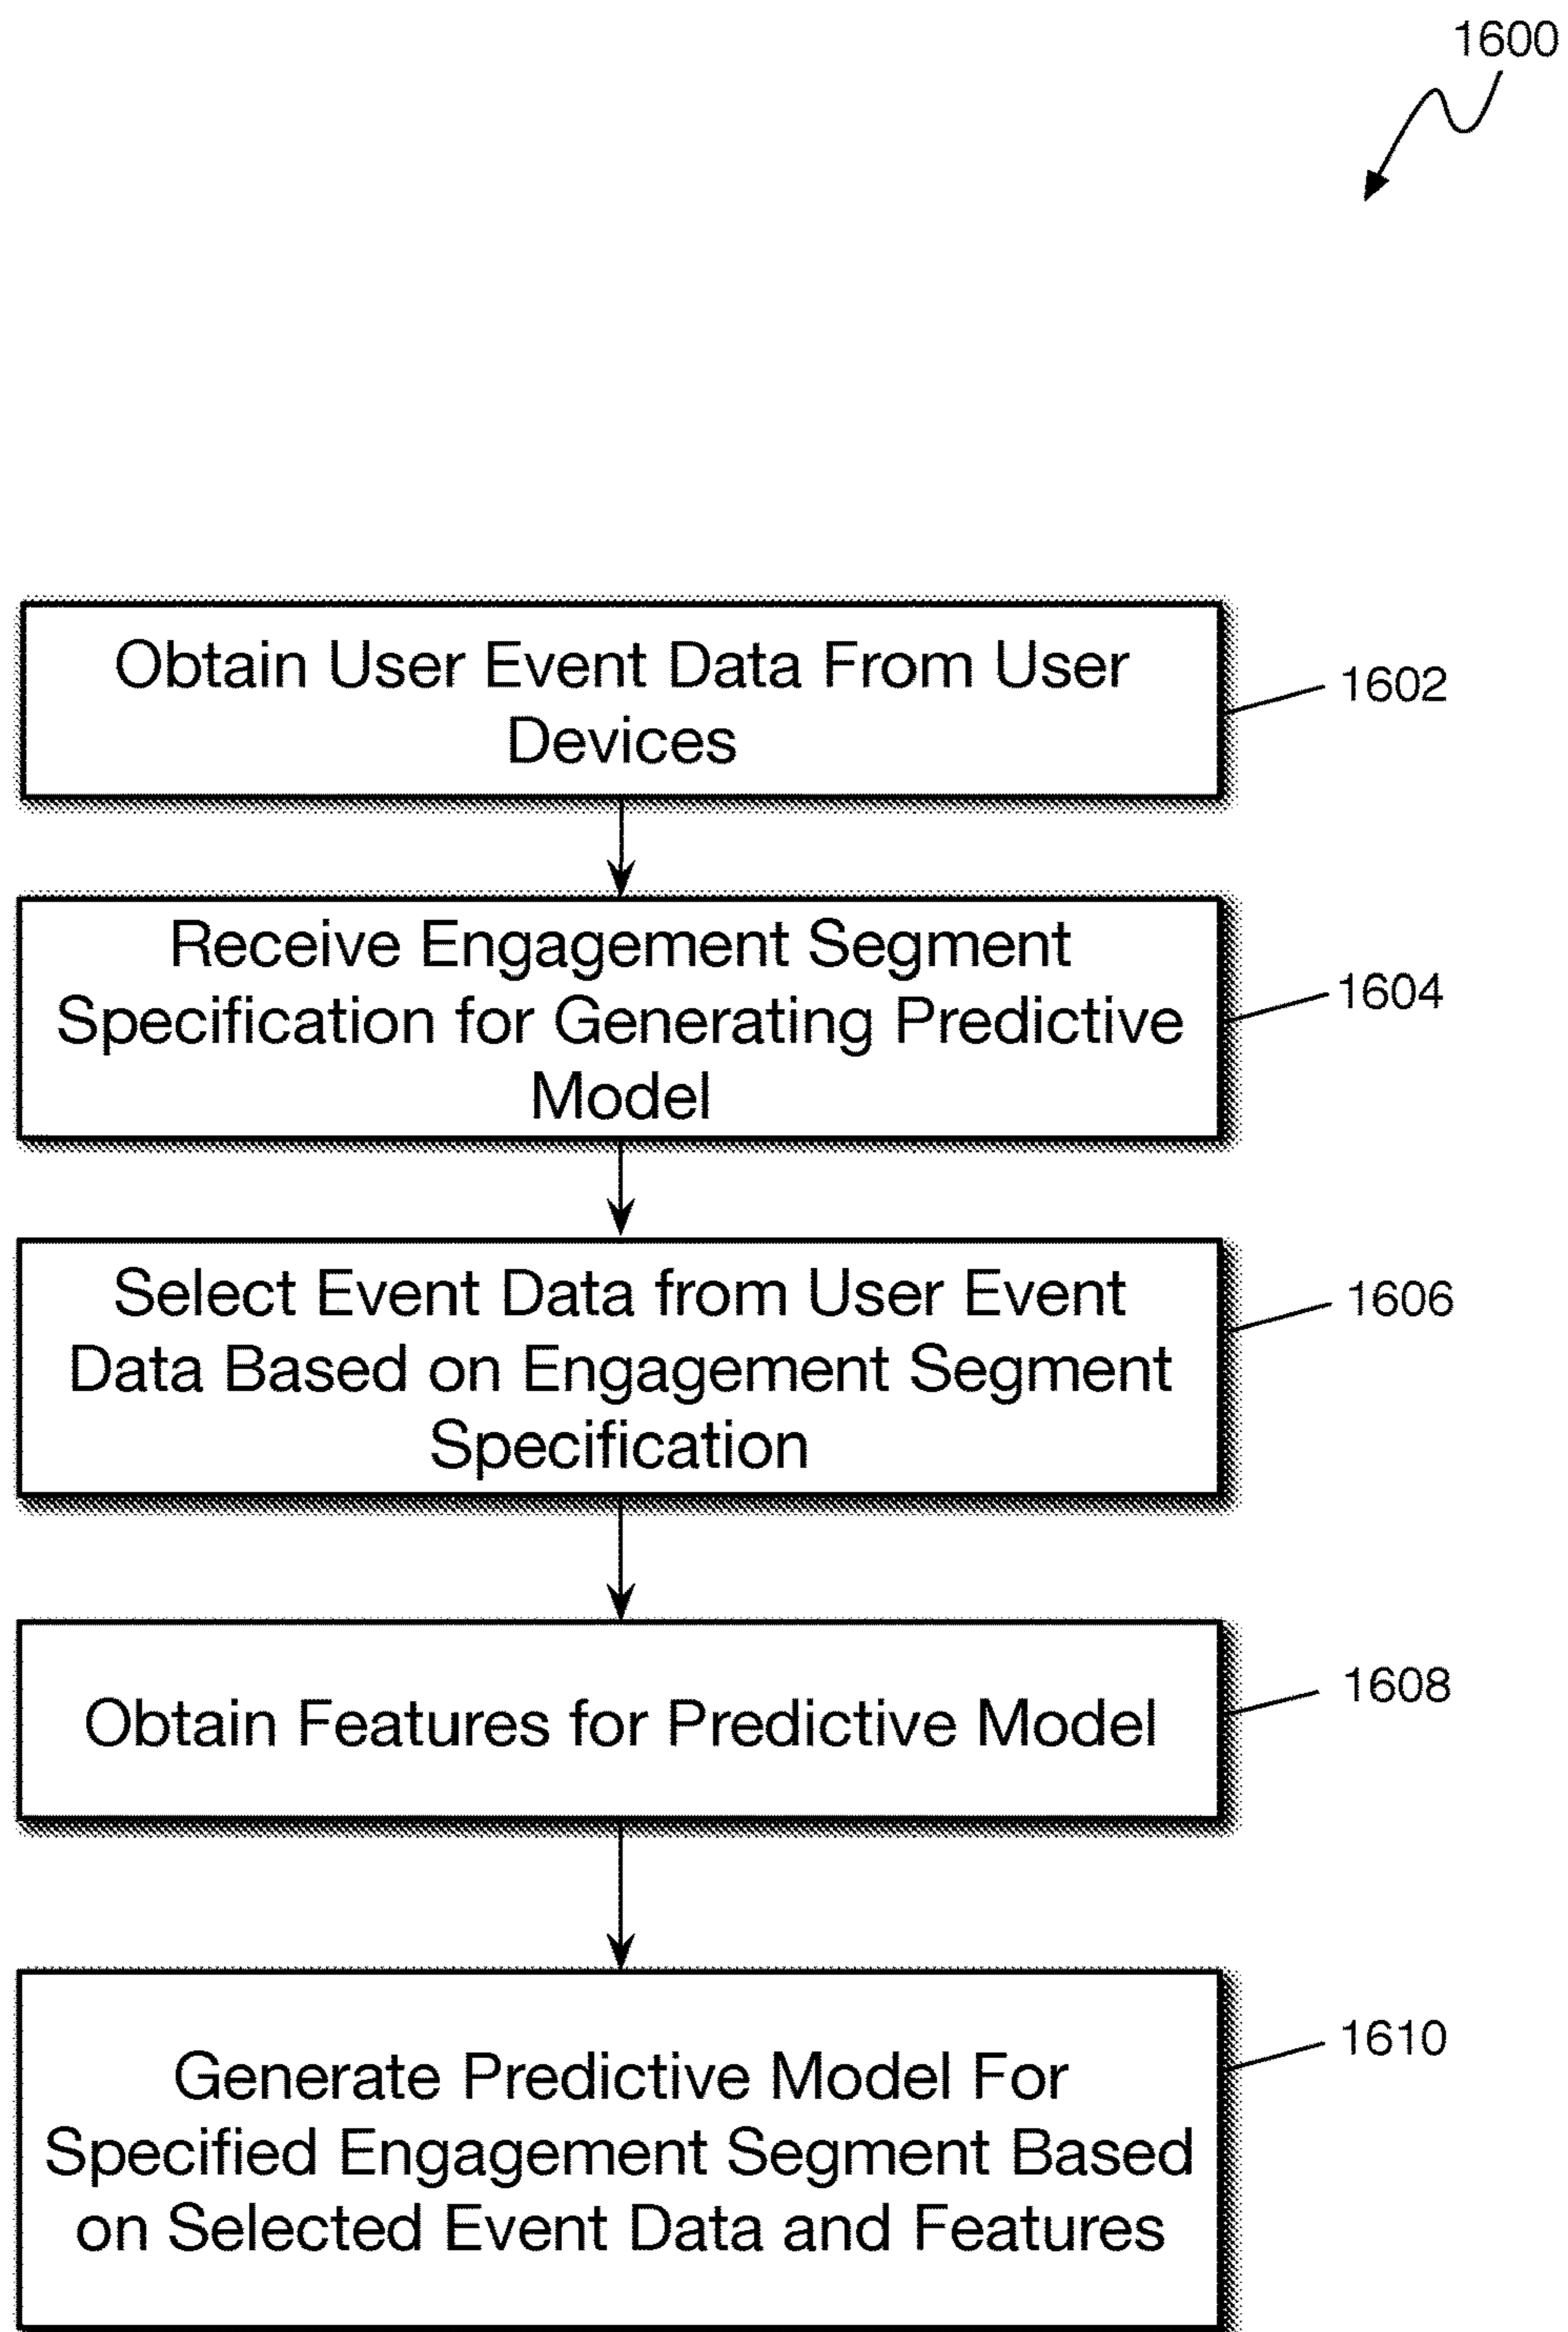 1600
Obtain User Event Data From User
Devices
1602
Receive Engagement Segment
Specification for Generating Predictive
Model
1604
Select Event Data from User Event
Data Based on Engagement Segment
Specification
1606
Obtain Features for Predictive Model
1608
Generate Predictive Model For
Specified Engagement Segment Based
on Selected Event Data and Features
1610